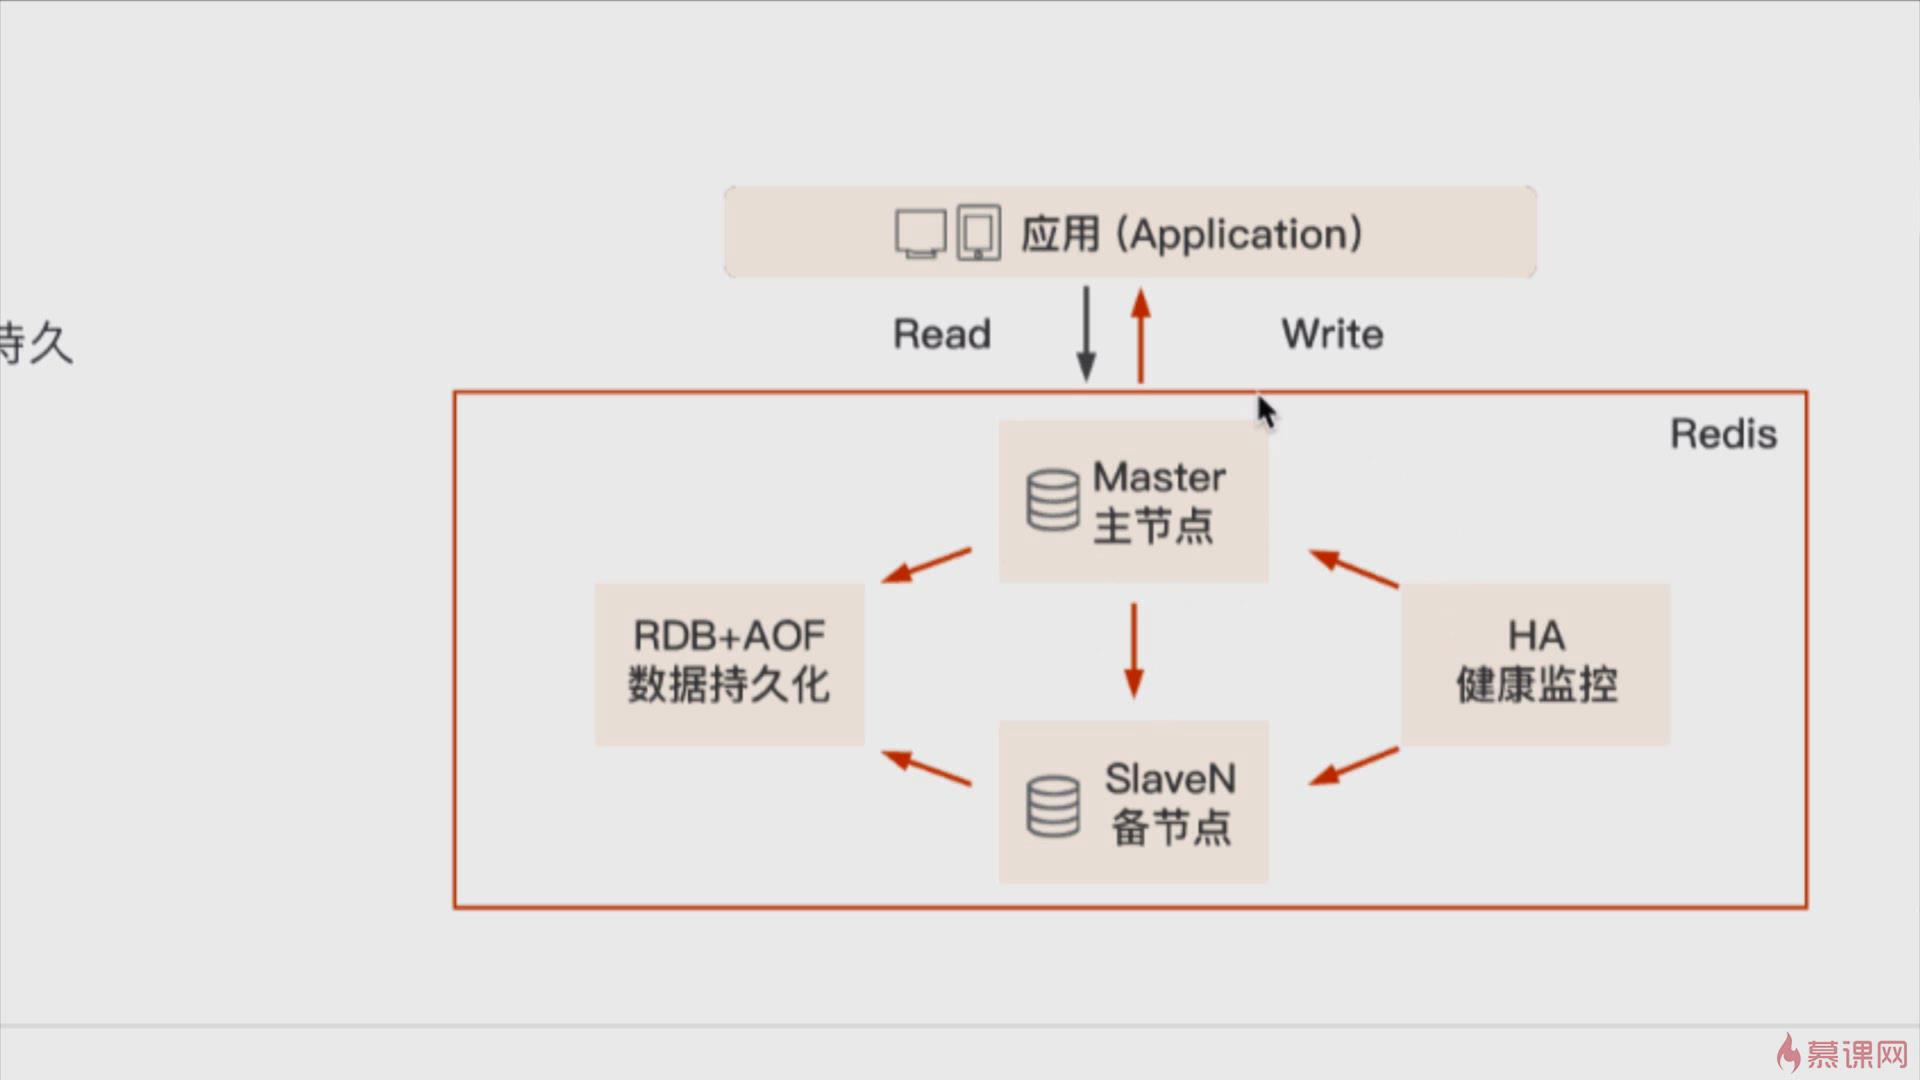 应用 (Application)
Read
Write
持久
Redis
Master
主节点
RDB+AOF
数据持久化
HA
健康监控
SlaveN
备节点
慕课网